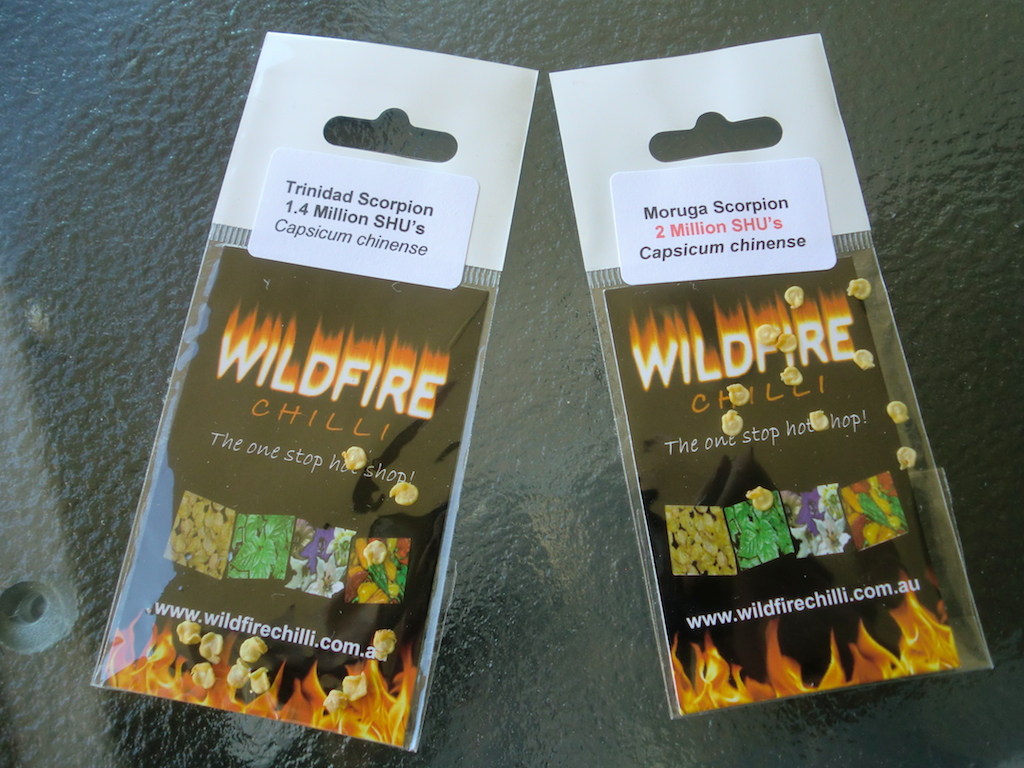 Trinidad Scorpion
1.4 Million SHU's
Capsicum chinense
WILDFIRE
CHILLI
The one stop hot shop!
www.wildfirechilli.com.a
Moruga Scorpion
2 Million SHU's
Capsicum chinense
WILDFIRE
CHILLI
The one stop hot shop!
www.wildfirechilli.com.au